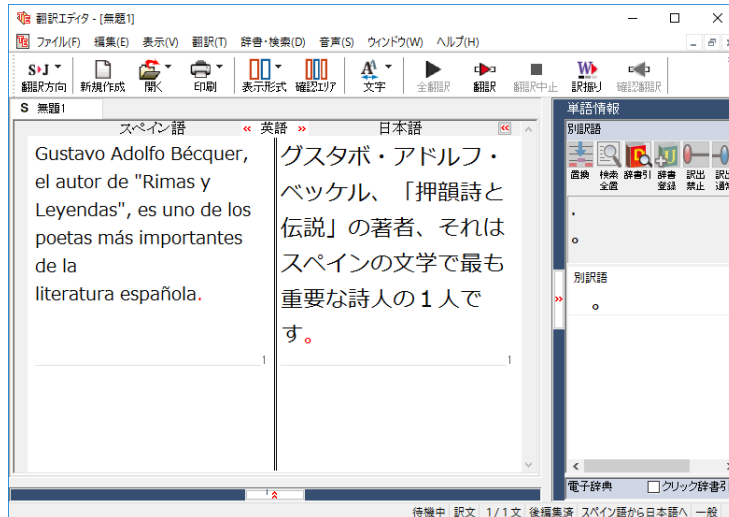 翻訳エディタ - [無題1]
ファイル(F) 編集(E) 表示(V) 翻訳(T) 辞書・検索(D) 音声(S) ウィンドウ(W) ヘルプ(H)
S›J
翻訳方向 新規作成 開く 印刷 表示形式 確認エリア 文字 全翻訳 翻訳 翻訳中止 訳振り 確認翻訳
S 無題1
スペイン語 « 英語 » 日本語 «
Gustavo Adolfo Bécquer,
el autor de "Rimas y
Leyendas", es uno de los
poetas más importantes
de la
literatura española.
1
グスタボ・アドルフ・
ベッケル、「押韻詩と
伝説」の著者、それは
スペインの文学で最も
重要な詩人の１人で
す。
1
単語情報
別訳語
置換 検索全置 辞書引 辞書登録 訳出禁止
.
。
別訳語
。
電子辞典 クリック辞書引
待機中 訳文 1/1文 後編集済 スペイン語から日本語へ 一般